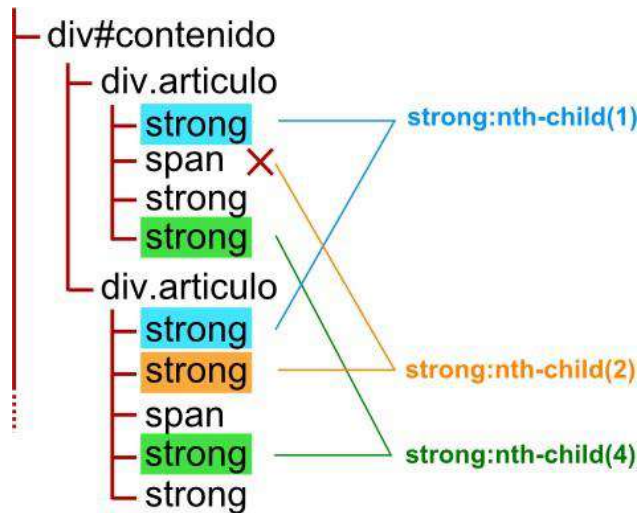 div#contenido
div.articulo
strong
strong:nth-child(1)
span
strong
strong
div.articulo
strong
strong
strong:nth-child(2)
span
strong
strong:nth-child(4)
strong